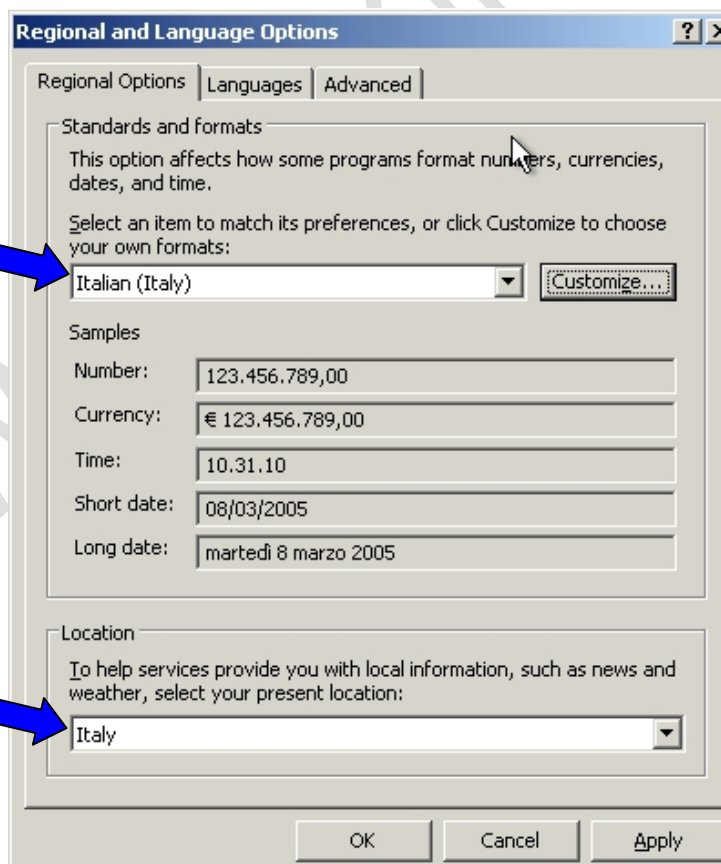 Regional and Language Options
Regional Options
Languages
Advanced
Standards and formats
This option affects how some programs format numbers, currencies,
dates, and time.
Select an item to match its preferences, or click Customize to choose
your own formats:
Italian (Italy)
Customize...
Samples
Number:
123.456.789,00
Currency:
€ 123.456.789,00
Time:
10.31.10
Short date:
08/03/2005
Long date:
martedì 8 marzo 2005
Location
To help services provide you with local information, such as news and
weather, select your present location:
Italy
OK
Cancel
Apply